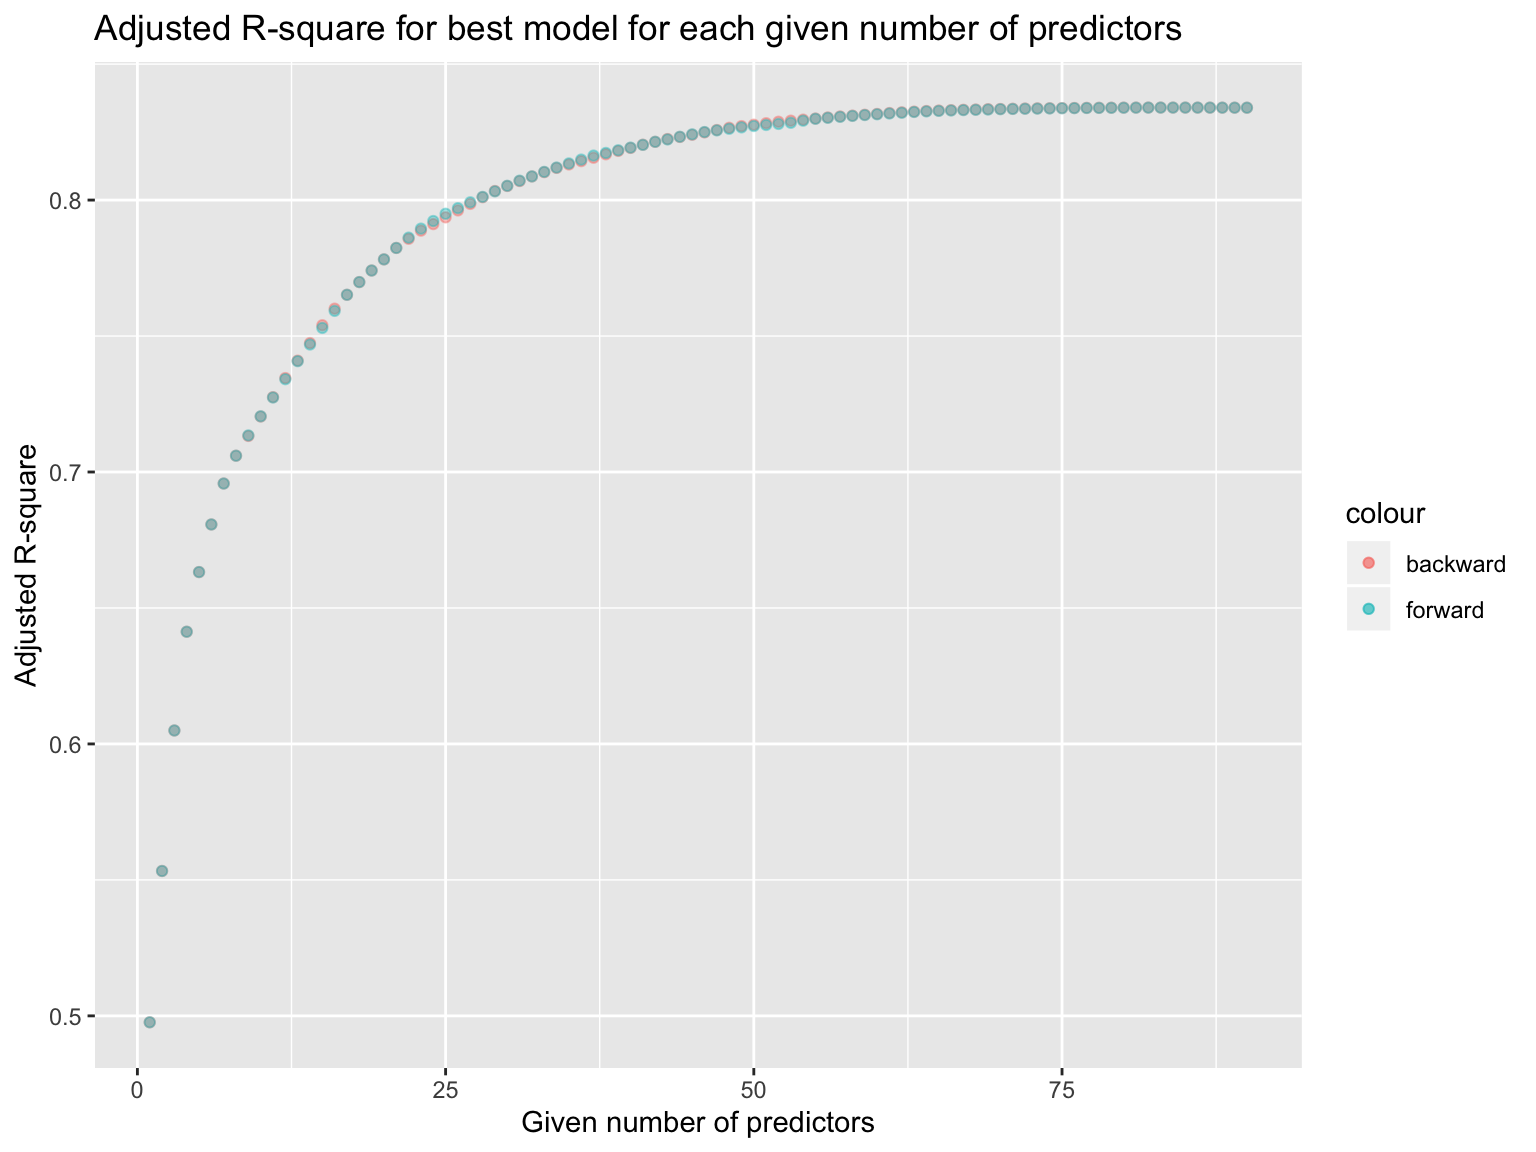 Adjusted R-square for best model for each given number of predictors
Adjusted R-square
0.8
0.7
0.6
0.5
0
25
50
75
Given number of predictors
colour
backward
forward